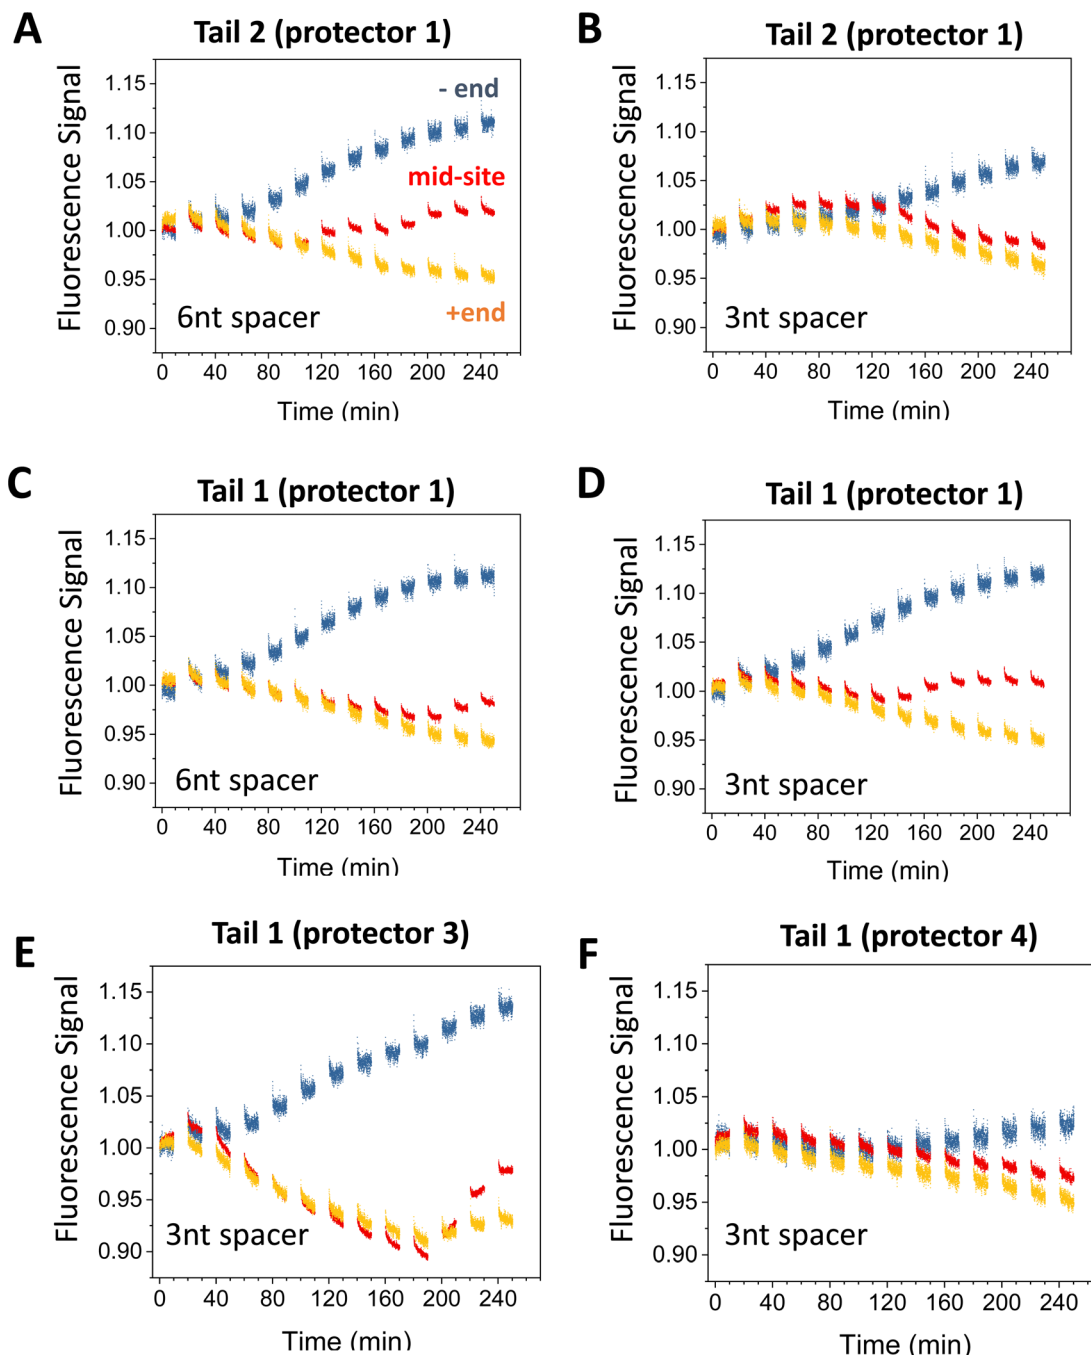 A
Tail 2 (protector 1)
Fluorescence Signal
1.15
1.10
1.05
1.00
0.95
0.90
- end
mid-site
+end
6nt spacer
0 40 80 120 160 200 240
Time (min)
B
Tail 2 (protector 1)
Fluorescence Signal
1.15
1.10
1.05
1.00
0.95
0.90
3nt spacer
0 40 80 120 160 200 240
Time (min)
C
Tail 1 (protector 1)
Fluorescence Signal
1.15
1.10
1.05
1.00
0.95
0.90
6nt spacer
0 40 80 120 160 200 240
Time (min)
D
Tail 1 (protector 1)
Fluorescence Signal
1.15
1.10
1.05
1.00
0.95
0.90
3nt spacer
0 40 80 120 160 200 240
Time (min)
E
Tail 1 (protector 3)
Fluorescence Signal
1.15
1.10
1.05
1.00
0.95
0.90
3nt spacer
0 40 80 120 160 200 240
Time (min)
F
Tail 1 (protector 4)
Fluorescence Signal
1.15
1.10
1.05
1.00
0.95
0.90
3nt spacer
0 40 80 120 160 200 240
Time (min)